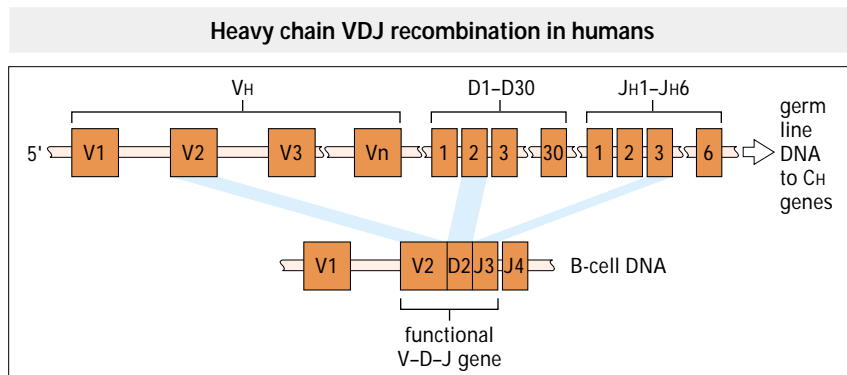 Heavy chain VDJ recombination in humans
VH D1–D30 JH1–JH6
5' V1 V2 V3 Vn 1 2 3 30 1 2 3 6
germ
line
DNA
to CH
genes
V1 V2 D2 J3 J4 B-cell DNA
functional
V–D–J gene